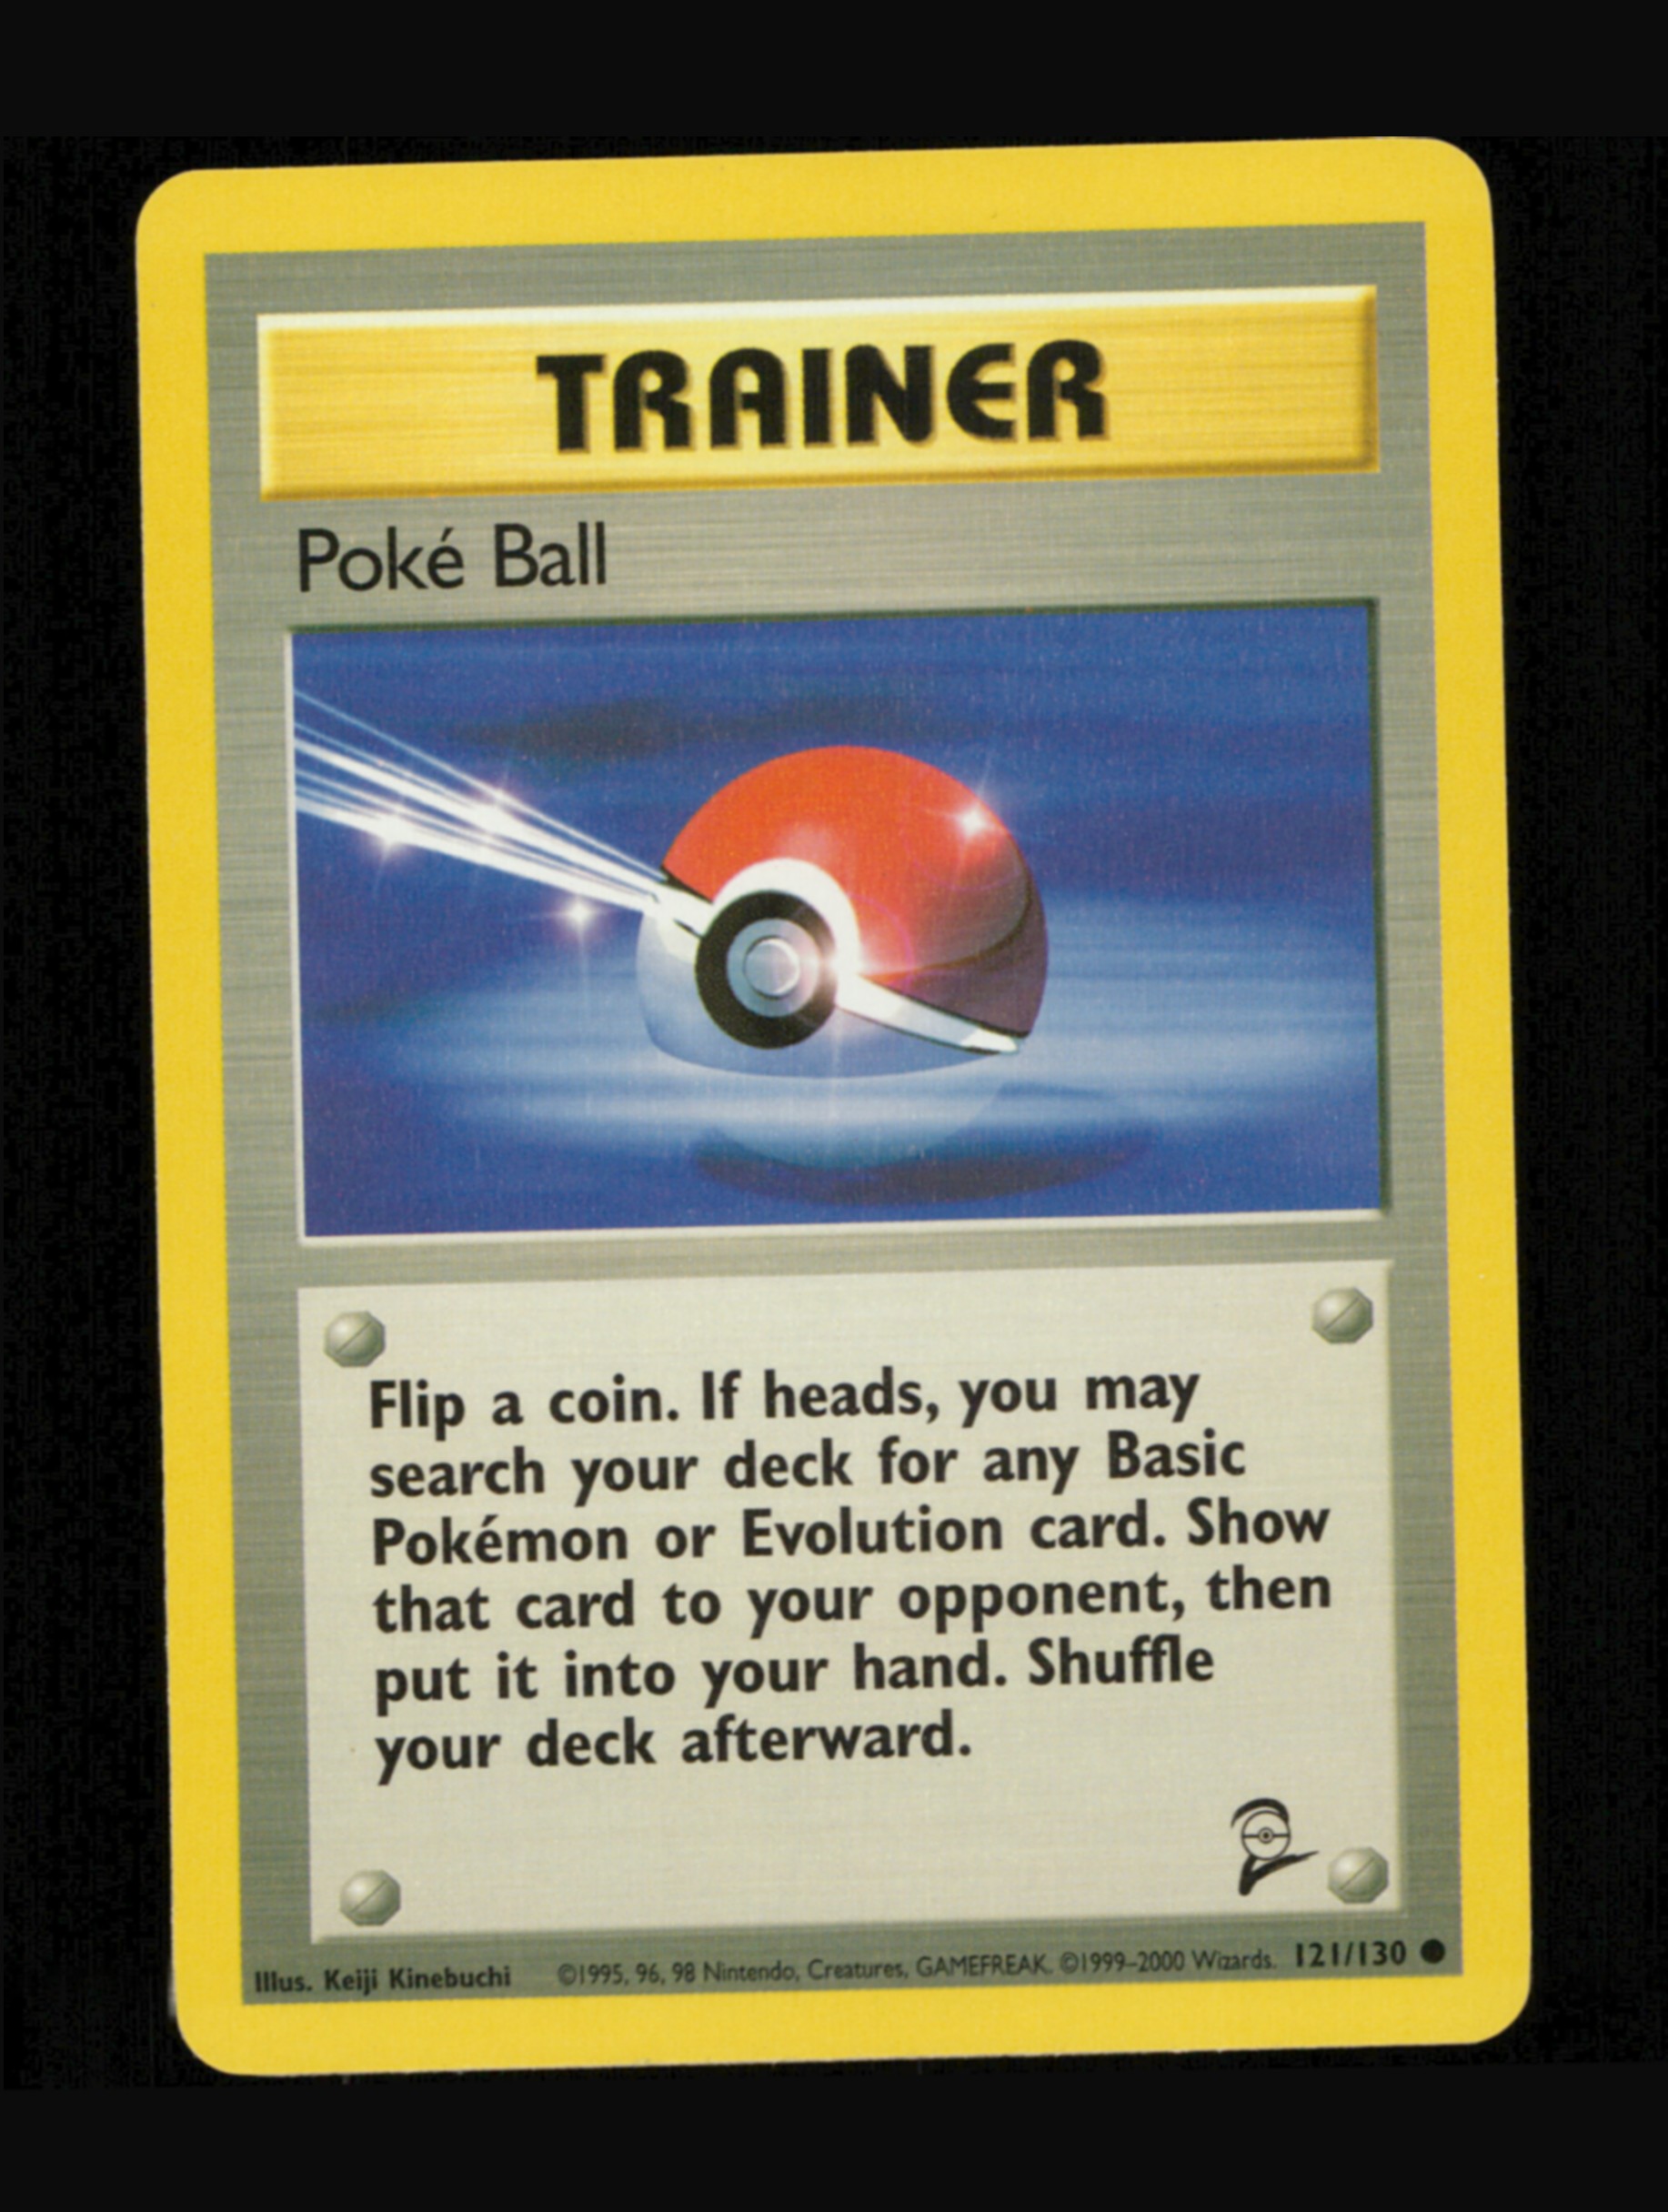 TRAINER
Poké Ball
Flip a coin. If heads, you may
search your deck for any Basic
Pokémon or Evolution card. Show
that card to your opponent, then
put it into your hand. Shuffle
your deck afterward.
Illus. Keiji Kinebuchi ©1995, 96, 98 Nintendo, Creatures, GAMEFREAK. ©1999–2000 Wizards. 121/130 ●